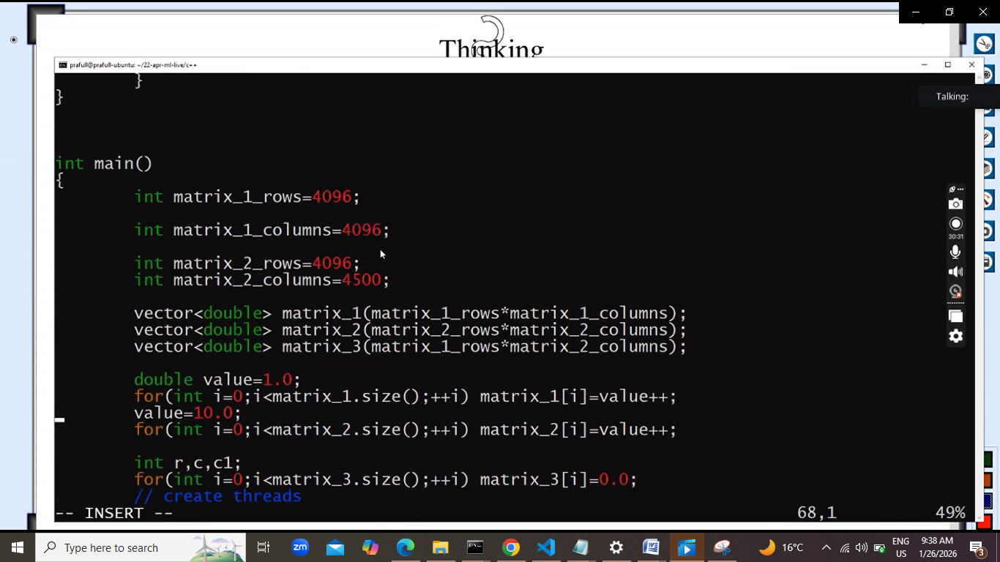 Thinking
prafull@prafull-ubuntu: ~/22-apr-ml-live/c++
Talking:
}
}
int main()
{
int matrix_1_rows=4096;
int matrix_1_columns=4096;
int matrix_2_rows=4096;
int matrix_2_columns=4500;
vector<double> matrix_1(matrix_1_rows*matrix_1_columns);
vector<double> matrix_2(matrix_2_rows*matrix_2_columns);
vector<double> matrix_3(matrix_1_rows*matrix_2_columns);
double value=1.0;
for(int i=0;i<matrix_1.size();++i) matrix_1[i]=value++;
value=10.0;
for(int i=0;i<matrix_2.size();++i) matrix_2[i]=value++;
int r,c,c1;
for(int i=0;i<matrix_3.size();++i) matrix_3[i]=0.0;
// create threads
-- INSERT -- 68,1 49%
30:31
Type here to search
zm
16°C
ENG
US
9:38 AM
1/26/2026
3